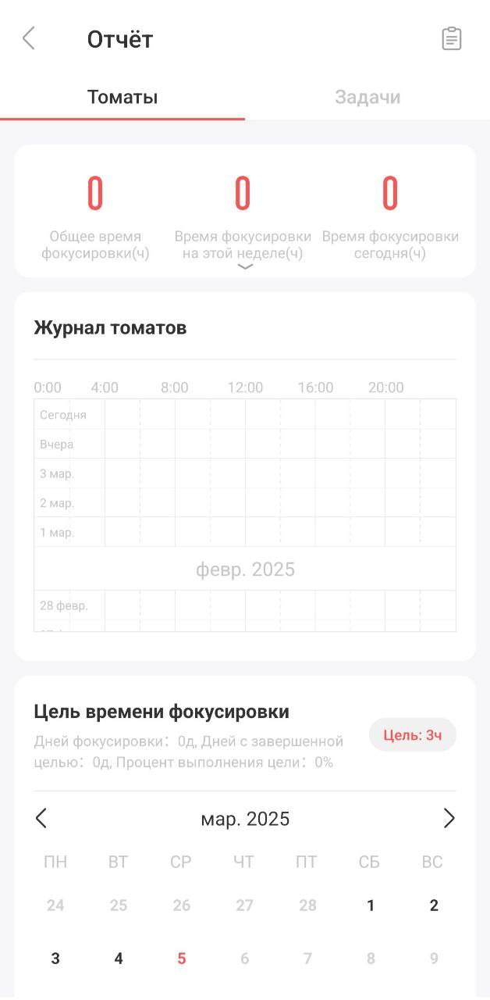 Отчёт
Томаты Задачи
0 0 0
Общее время Время фокусировки Время фокусировки
фокусировки(ч) на этой неделе(ч) сегодня(ч)
Журнал томатов
0:00 4:00 8:00 12:00 16:00 20:00
Сегодня
Вчера
3 мар.
2 мар.
1 мар.
февр. 2025
28 февр.
Цель времени фокусировки
Дней фокусировки: 0д, Дней с завершенной
целью: 0д, Процент выполнения цели: 0%
Цель: 3ч
мар. 2025
ПН ВТ СР ЧТ ПТ СБ ВС
24 25 26 27 28 1 2
3 4 5 6 7 8 9